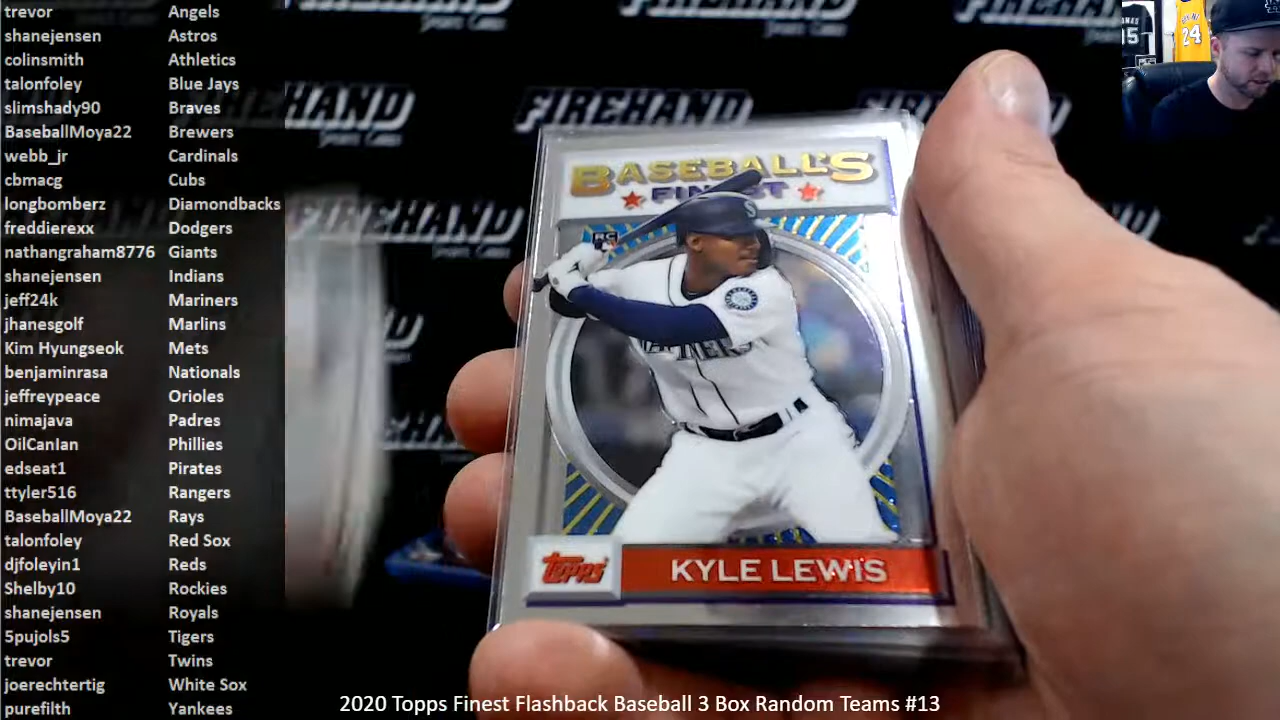 trevor Angels
shanejensen Astros
colinsmith Athletics
talonfoley Blue Jays
slimshady90 Braves
BaseballMoya22 Brewers
webb_jr Cardinals
cbmacg Cubs
longbomberz Diamondbacks
freddierexx Dodgers
nathangraham8776 Giants
shanejensen Indians
jeff24k Mariners
jhanesgolf Marlins
Kim Hyungseok Mets
benjaminrasa Nationals
jeffreypeace Orioles
nimajava Padres
OilCanIan Phillies
edseat1 Pirates
ttyler516 Rangers
BaseballMoya22 Rays
talonfoley Red Sox
djfoleyin1 Reds
Shelby10 Rockies
shanejensen Royals
5pujols5 Tigers
trevor Twins
joerechtertig White Sox
purefilth Yankees
FIREHAND
FIREHAND
FIREHAND
BASEBALL'S
FINEST
RC
S
TOPPS
KYLE LEWIS
24
2020 Topps Finest Flashback Baseball 3 Box Random Teams #13